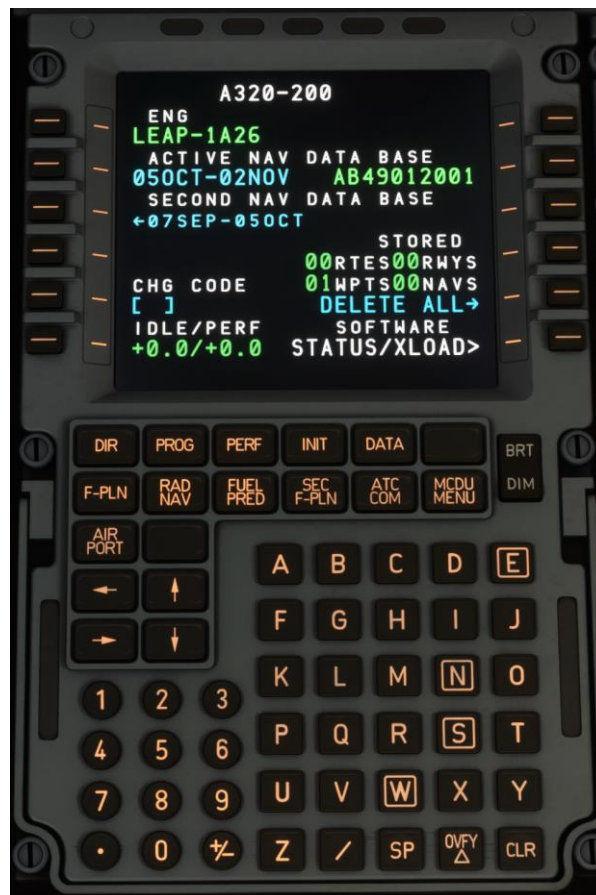 A320-200
ENG
LEAP-1A26
ACTIVE NAV DATA BASE
05OCT-02NOV AB49012001
SECOND NAV DATA BASE
←07SEP-05OCT
STORED
00RTES00RWYS
CHG CODE 01WPTS00NAVS
[ ] DELETE ALL→
IDLE/PERF SOFTWARE
+0.0/+0.0 STATUS/XLOAD>
DIR PROG PERF INIT DATA
BRT
F-PLN RAD NAV FUEL PRED SEC F-PLN ATC COM MCDU MENU
DIM
AIR PORT
← ↑
→ ↓
A B C D E
F G H I J
K L M N O
1 2 3
P Q R S T
4 5 6
U V W X Y
7 8 9
Z / SP OVFY △ CLR
. 0 +/-